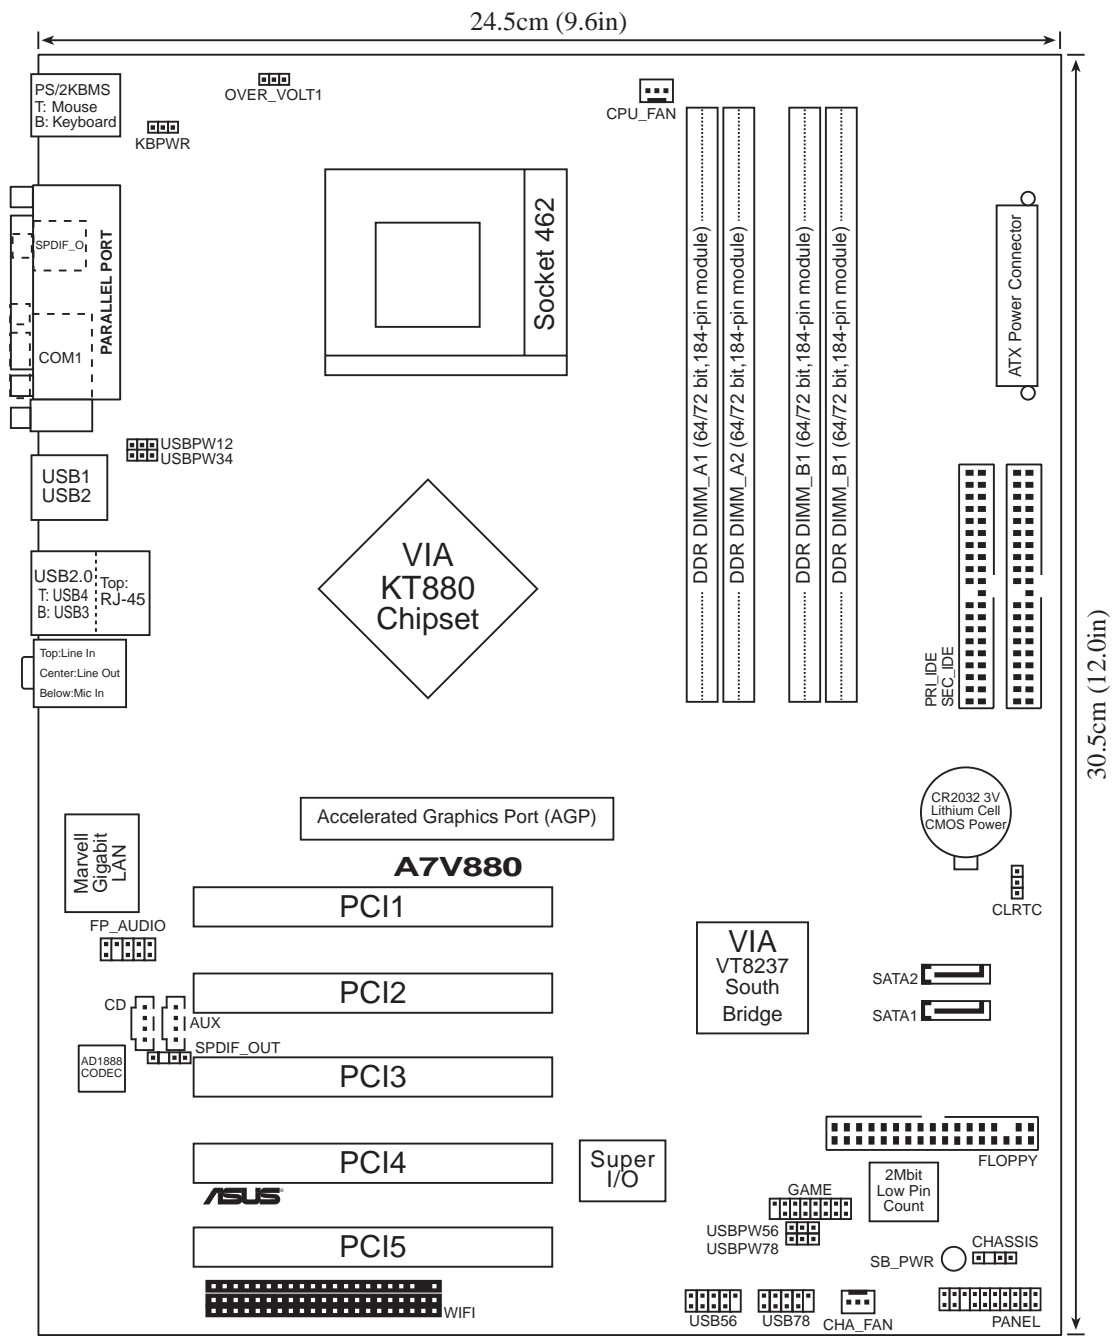 24.5cm (9.6in)
PS/2KBMS
T: Mouse
B: Keyboard
KBPWR
OVER_VOLT1
CPU_FAN
SPDIF_O
PARALLEL PORT
COM1
Socket 462
DDR DIMM_A1 (64/72 bit,184-pin module)
DDR DIMM_A2 (64/72 bit,184-pin module)
DDR DIMM_B1 (64/72 bit,184-pin module)
DDR DIMM_B1 (64/72 bit,184-pin module)
ATX Power Connector
USBPW12
USBPW34
USB1
USB2
USB2.0
T: USB4
B: USB3
Top:
RJ-45
Top:Line In
Center:Line Out
Below:Mic In
VIA
KT880
Chipset
PRI_IDE
SEC_IDE
30.5cm (12.0in)
CR2032 3V
Lithium Cell
CMOS Power
CLRTC
Accelerated Graphics Port (AGP)
A7V880
Marvell
Gigabit
LAN
FP_AUDIO
PCI1
PCI2
PCI3
PCI4
PCI5
CD
AUX
SPDIF_OUT
AD1888
CODEC
VIA
VT8237
South
Bridge
SATA2
SATA1
FLOPPY
Super
I/O
2Mbit
Low Pin
Count
GAME
USBPW56
USBPW78
SB_PWR
CHASSIS
ASUS
WIFI
USB56
USB78
CHA_FAN
PANEL